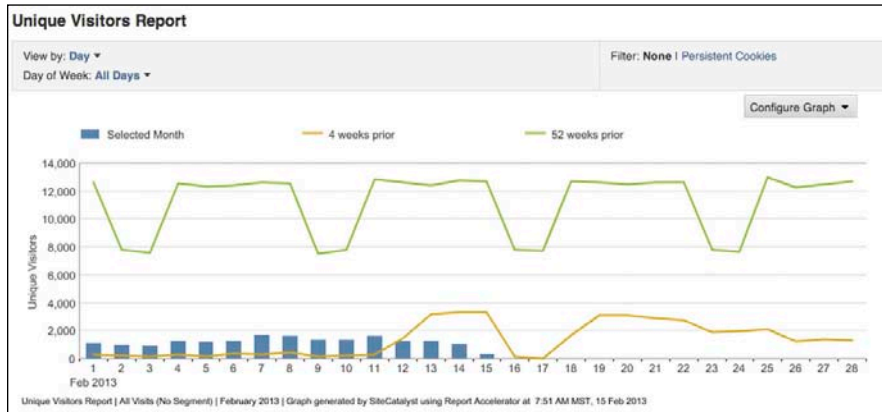 Unique Visitors Report
View by: Day ▾
Filter: None | Persistent Cookies
Day of Week: All Days ▾
Configure Graph ▾
Selected Month
4 weeks prior
52 weeks prior
14,000
12,000
10,000
8,000
6,000
4,000
2,000
0
Unique Visitors
1 2 3 4 5 6 7 8 9 10 11 12 13 14 15 16 17 18 19 20 21 22 23 24 25 26 27 28
Feb 2013
Unique Visitors Report | All Visits (No Segment) | February 2013 | Graph generated by SiteCatalyst using Report Accelerator at 7:51 AM MST, 15 Feb 2013